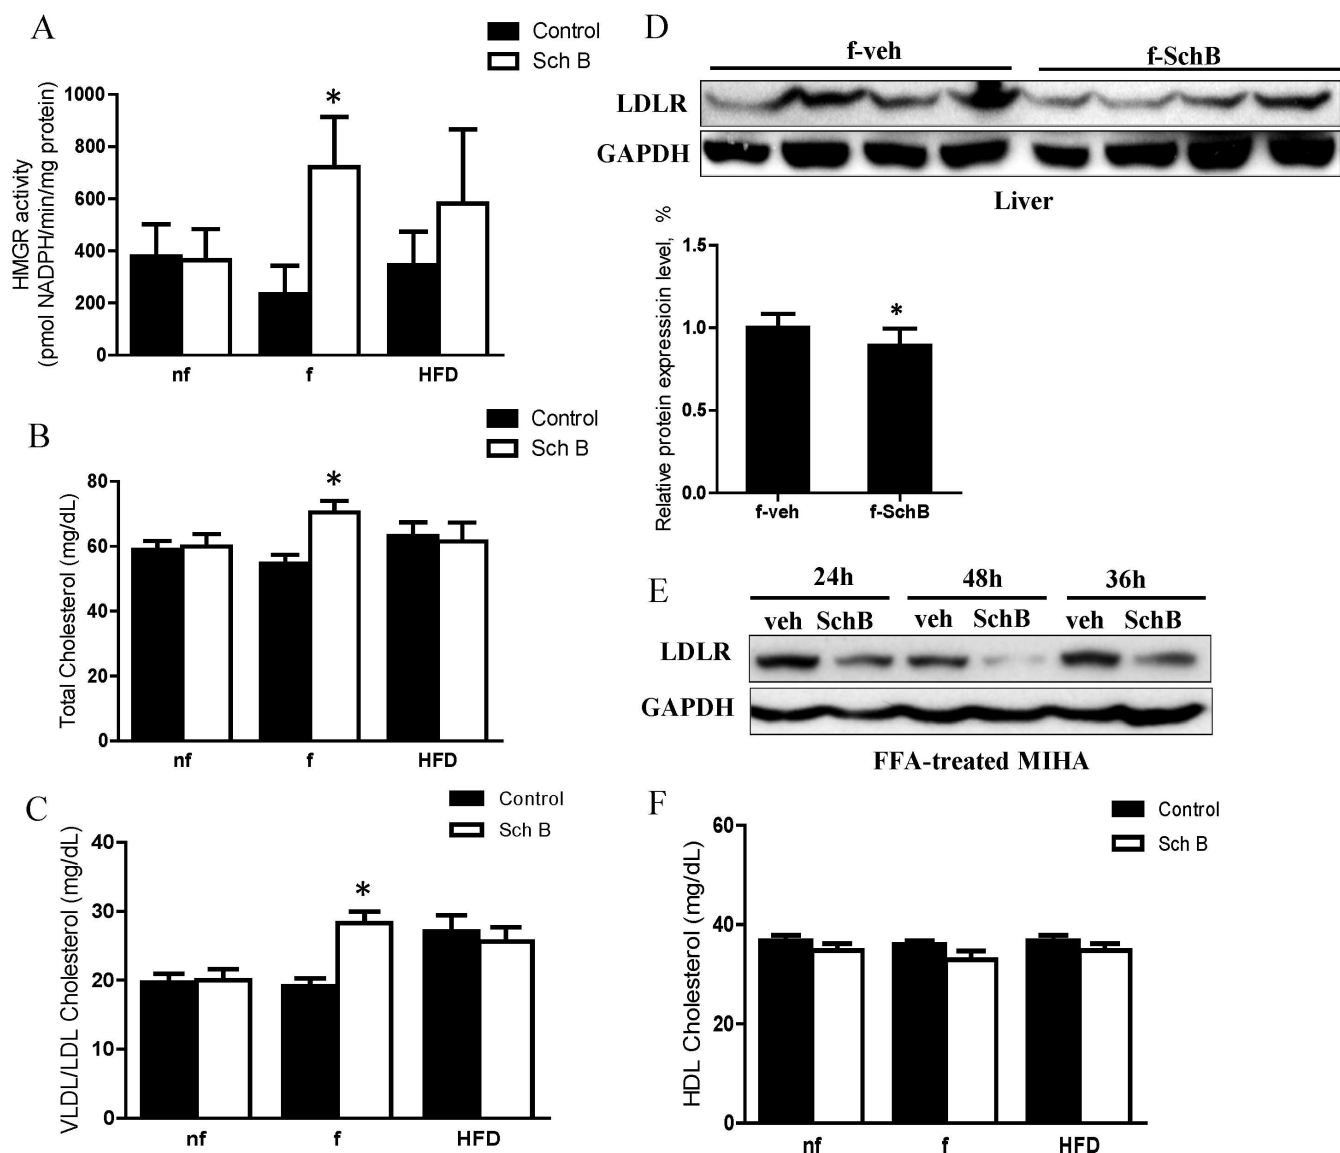 A
Control
Sch B
HMGR activity
(pmol NADPH/min/mg protein)
1000
800
600
400
200
0
nf f HFD
B
Control
Sch B
Total Cholesterol (mg/dL)
80
60
40
20
0
*
nf f HFD
C
Control
Sch B
VLDL/LDL Cholesterol (mg/dL)
40
30
20
10
0
*
nf f HFD
D
f-veh f-SchB
LDLR
GAPDH
Liver
Relative protein expressioin level, %
1.5
1.0
0.5
0.0
*
f-veh f-SchB
E
24h 48h 36h
veh SchB veh SchB veh SchB
LDLR
GAPDH
FFA-treated MIHA
F
Control
Sch B
HDL Cholesterol (mg/dL)
60
40
20
0
nf f HFD